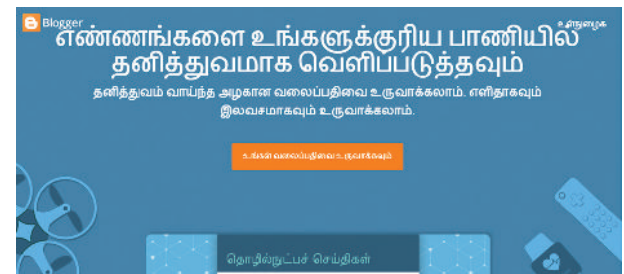 Blogger
உள்நுழைக
எண்ணங்களை உங்களுக்குரிய பாணியில்
தனித்துவமாக வெளிப்படுத்தவும்
தனித்துவம் வாய்ந்த அழகான வலைப்பதிவை உருவாக்கலாம். எளிதாகவும்
இலவசமாகவும் உருவாக்கலாம்.
உங்கள் வலைப்பதிவை உருவாக்கவும்
தொழில்நுட்பச் செய்திகள்